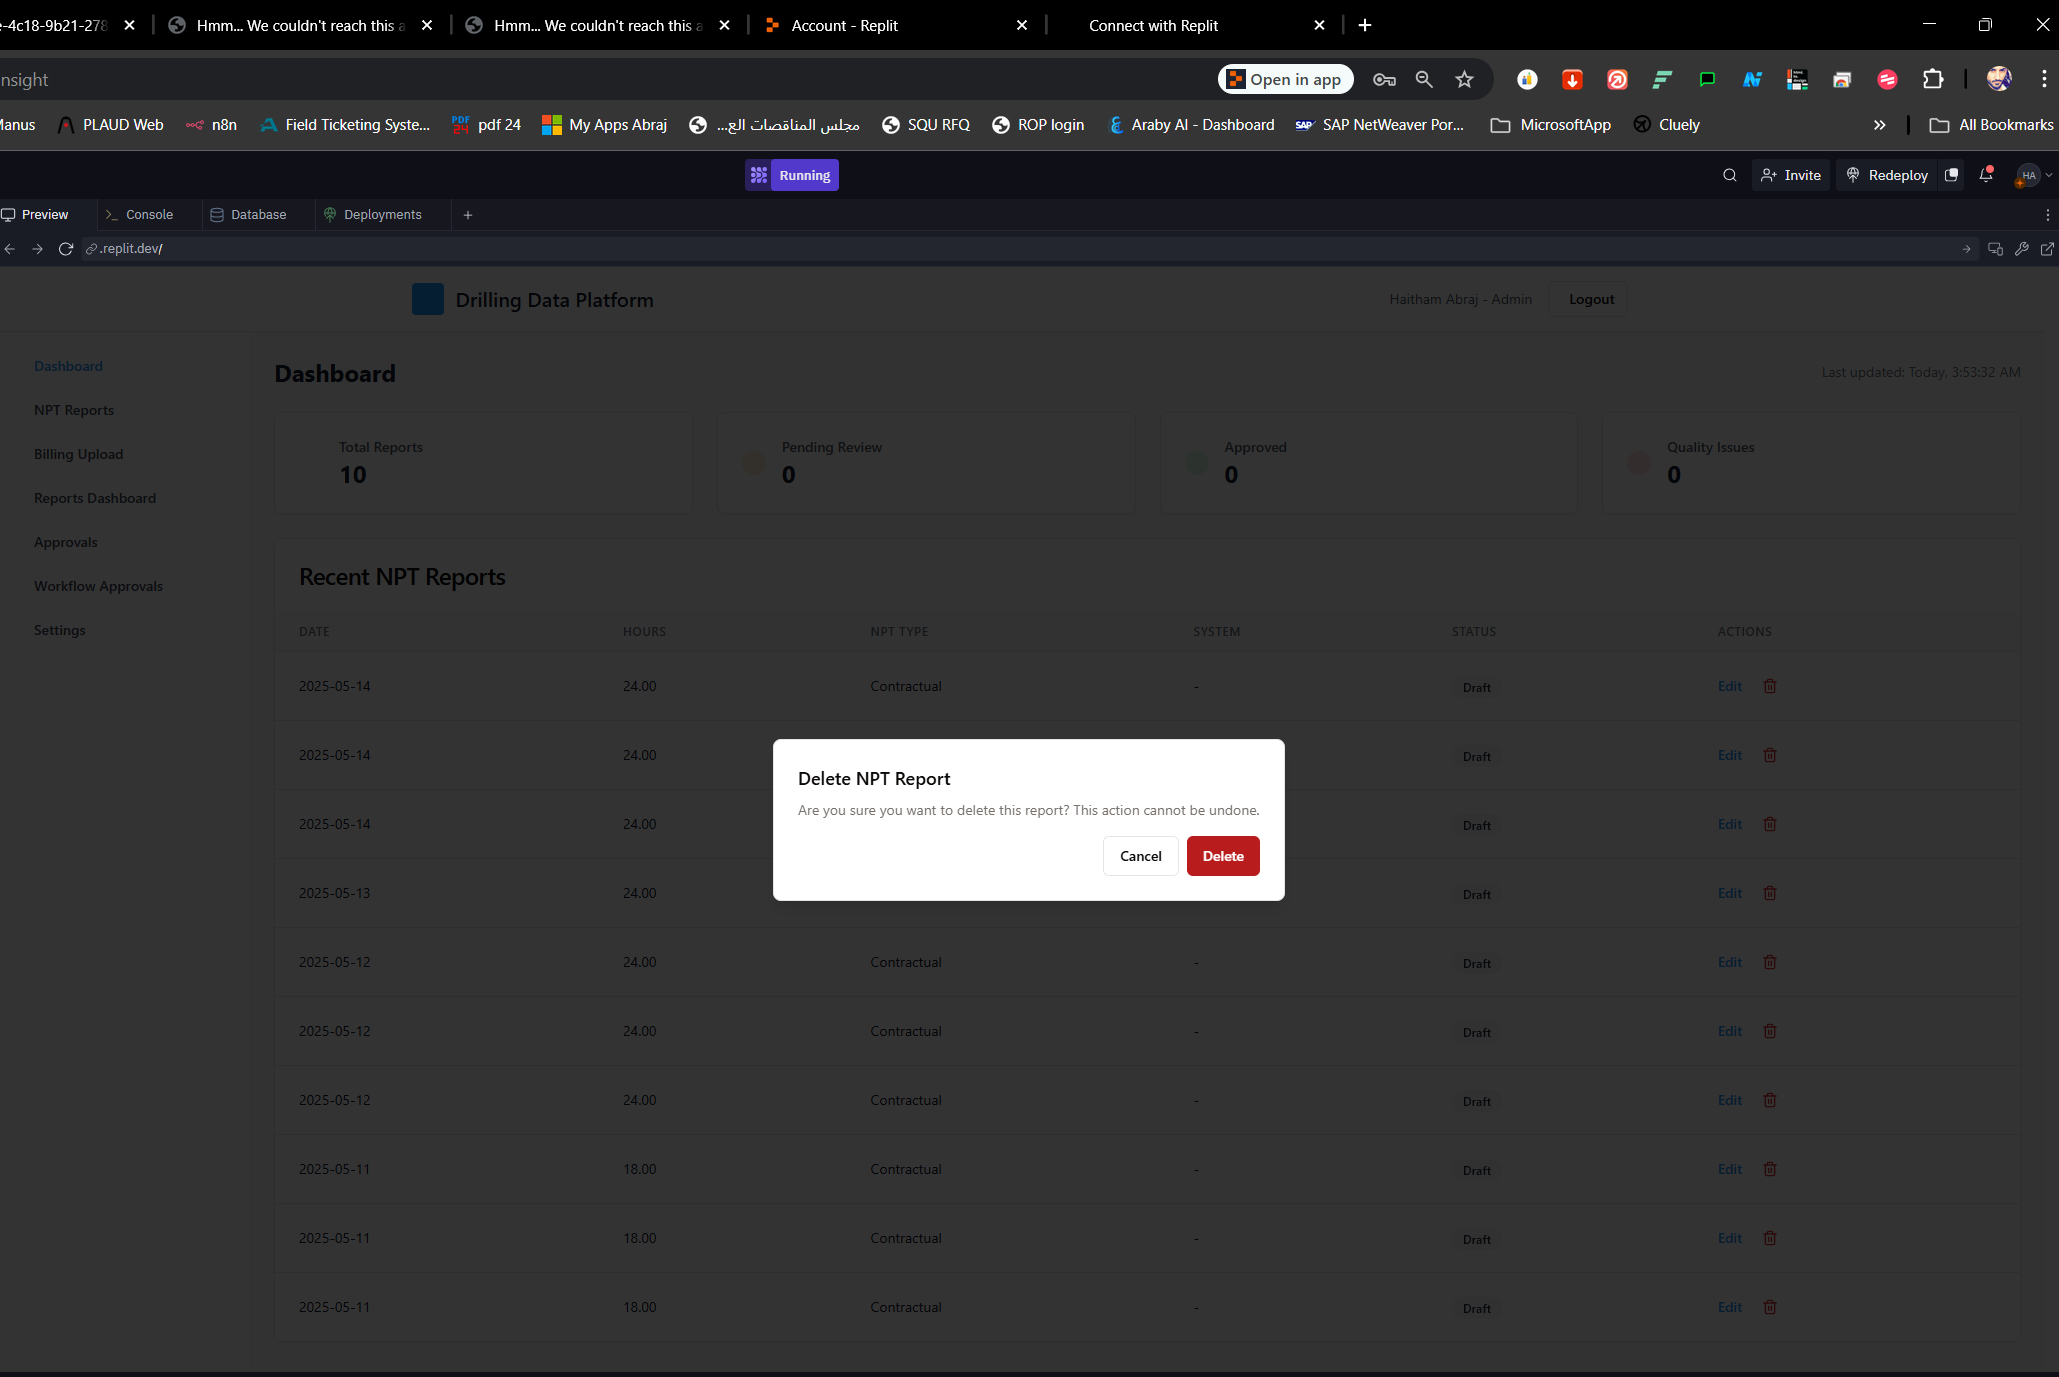 e-4c18-9b21-278
Hmm... We couldn't reach this a
Hmm... We couldn't reach this a
Account - Replit
Connect with Replit
nsight
Open in app
Manus
PLAUD Web
n8n
Field Ticketing Syste...
PDF 24
pdf 24
My Apps Abraj
مجلس المناقصات الع...
SQU RFQ
ROP login
Araby AI - Dashboard
SAP
SAP NetWeaver Por...
MicrosoftApp
Cluely
All Bookmarks
Running
Invite
Redeploy
HA
Preview
Console
Database
Deployments
.replit.dev/
Drilling Data Platform
Haitham Abraj - Admin
Logout
Dashboard
NPT Reports
Billing Upload
Reports Dashboard
Approvals
Workflow Approvals
Settings
Dashboard
Last updated: Today, 3:53:32 AM
Total Reports
10
Pending Review
0
Approved
0
Quality Issues
0
Recent NPT Reports
DATE HOURS NPT TYPE SYSTEM STATUS ACTIONS
2025-05-14 24.00 Contractual - Draft Edit
2025-05-14 24.00 Draft Edit
2025-05-14 24.00 Draft Edit
2025-05-13 24.00 Draft Edit
2025-05-12 24.00 Contractual - Draft Edit
2025-05-12 24.00 Contractual - Draft Edit
2025-05-12 24.00 Contractual - Draft Edit
2025-05-11 18.00 Contractual - Draft Edit
2025-05-11 18.00 Contractual - Draft Edit
2025-05-11 18.00 Contractual - Draft Edit
Delete NPT Report
Are you sure you want to delete this report? This action cannot be undone.
Cancel
Delete